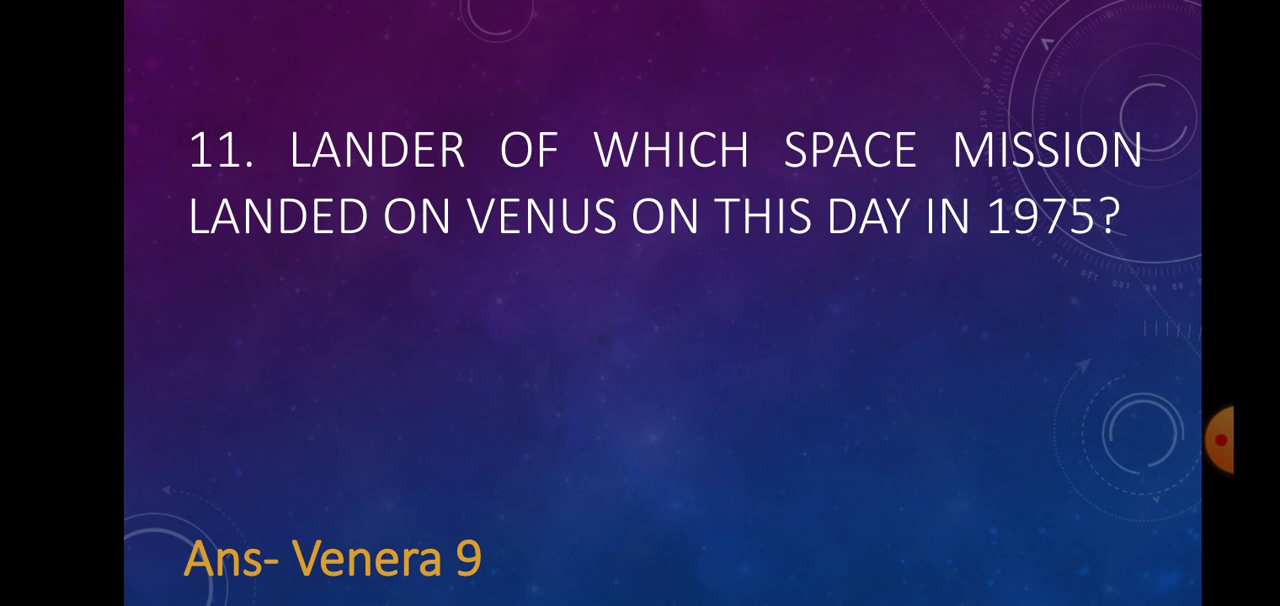 11. LANDER OF WHICH SPACE MISSION
LANDED ON VENUS ON THIS DAY IN 1975?
Ans- Venera 9